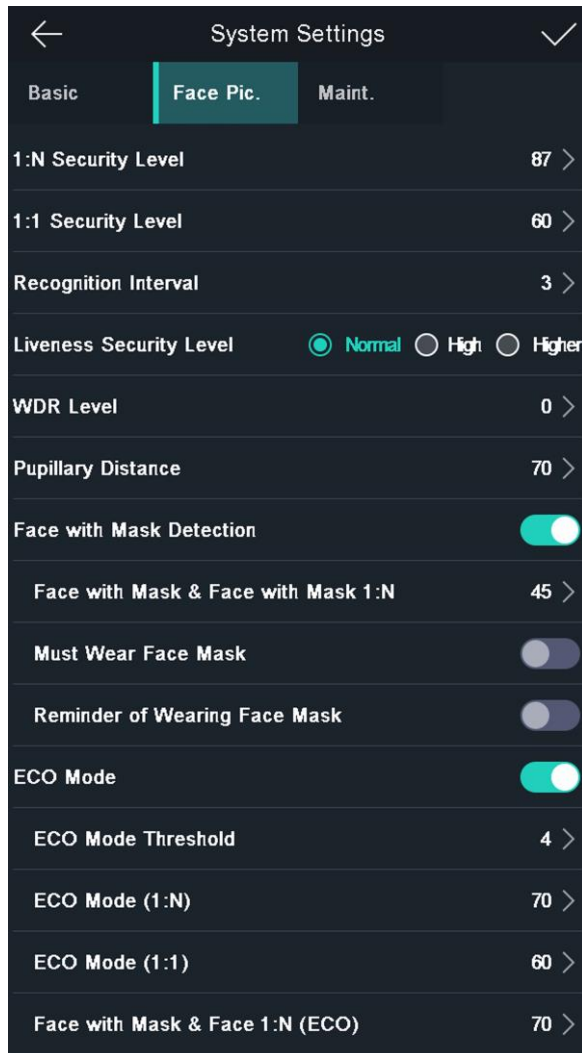 System Settings
Basic Face Pic. Maint.
1:N Security Level 87
1:1 Security Level 60
Recognition Interval 3
Liveness Security Level Normal High Higher
WDR Level 0
Pupillary Distance 70
Face with Mask Detection
Face with Mask & Face with Mask 1:N 45
Must Wear Face Mask
Reminder of Wearing Face Mask
ECO Mode
ECO Mode Threshold 4
ECO Mode (1:N) 70
ECO Mode (1:1) 60
Face with Mask & Face 1:N (ECO) 70